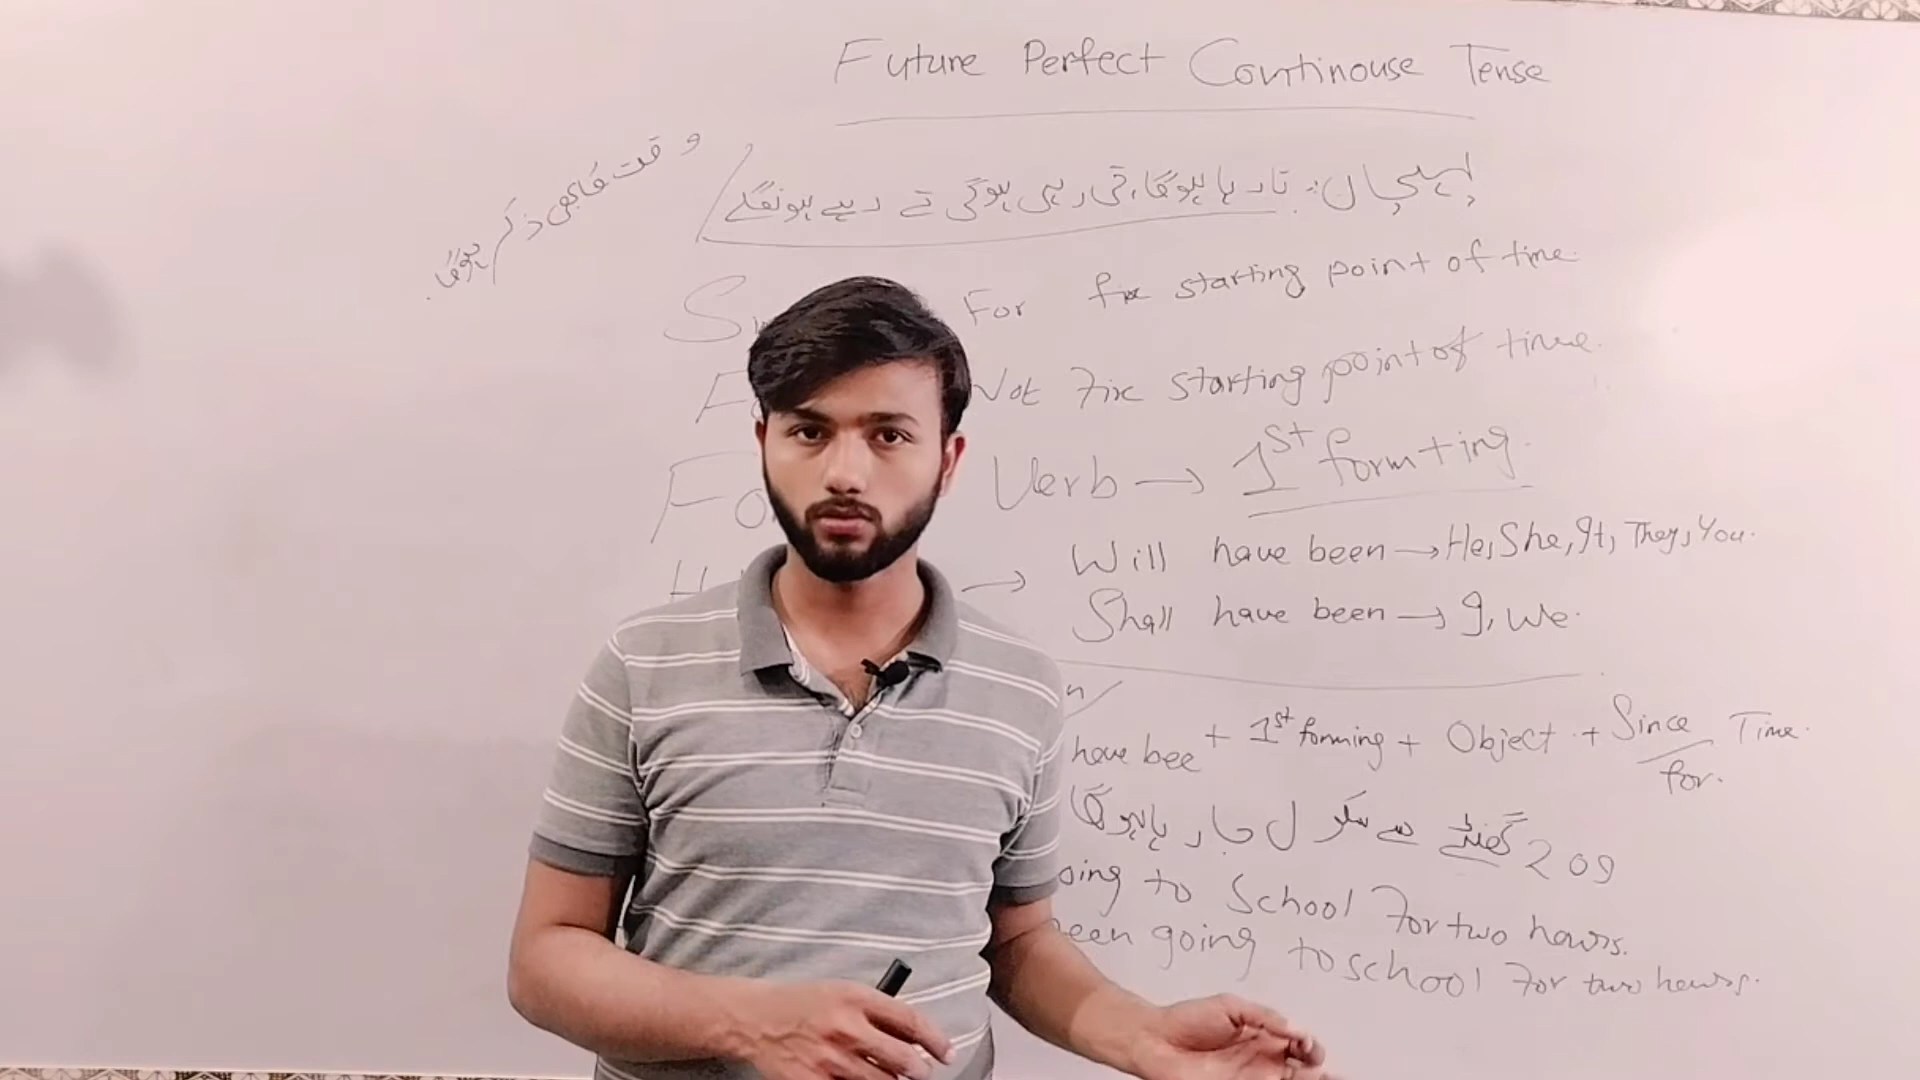 Future Perfect Continouse Tense
پہچان: تا رہا ہوگا، تی رہی ہوگی تے رہے ہونگے
وقت کا بھی ذکر ہوگا
For fix starting point of time.
Not Fix starting point of time.
Verb → 1st form + ing.
→ Will have been → He, She, It, They, You.
Shall have been → I, We.
have bee + 1st forming + Object + Since Time.
for.
وہ 2 گھنٹے سے سکول جا رہا ہوگا
oing to School For two hours.
een going to school For two hours.